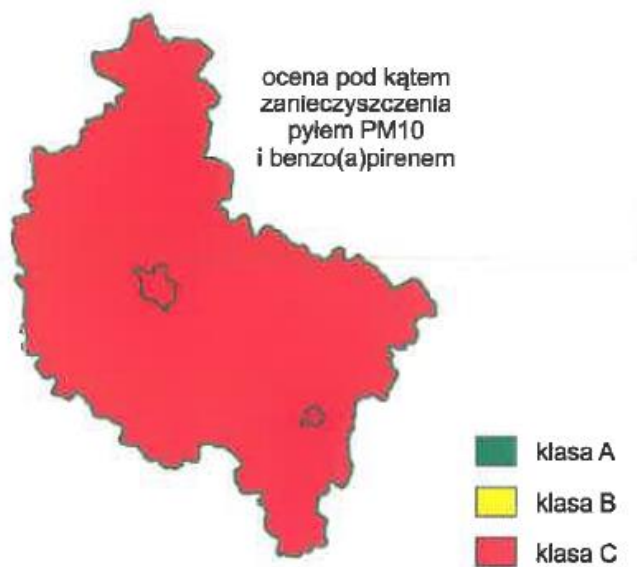 ocena pod kątem
zanieczyszczenia
pyłem PM10
i benzo(a)pirenem
klasa A
klasa B
klasa C